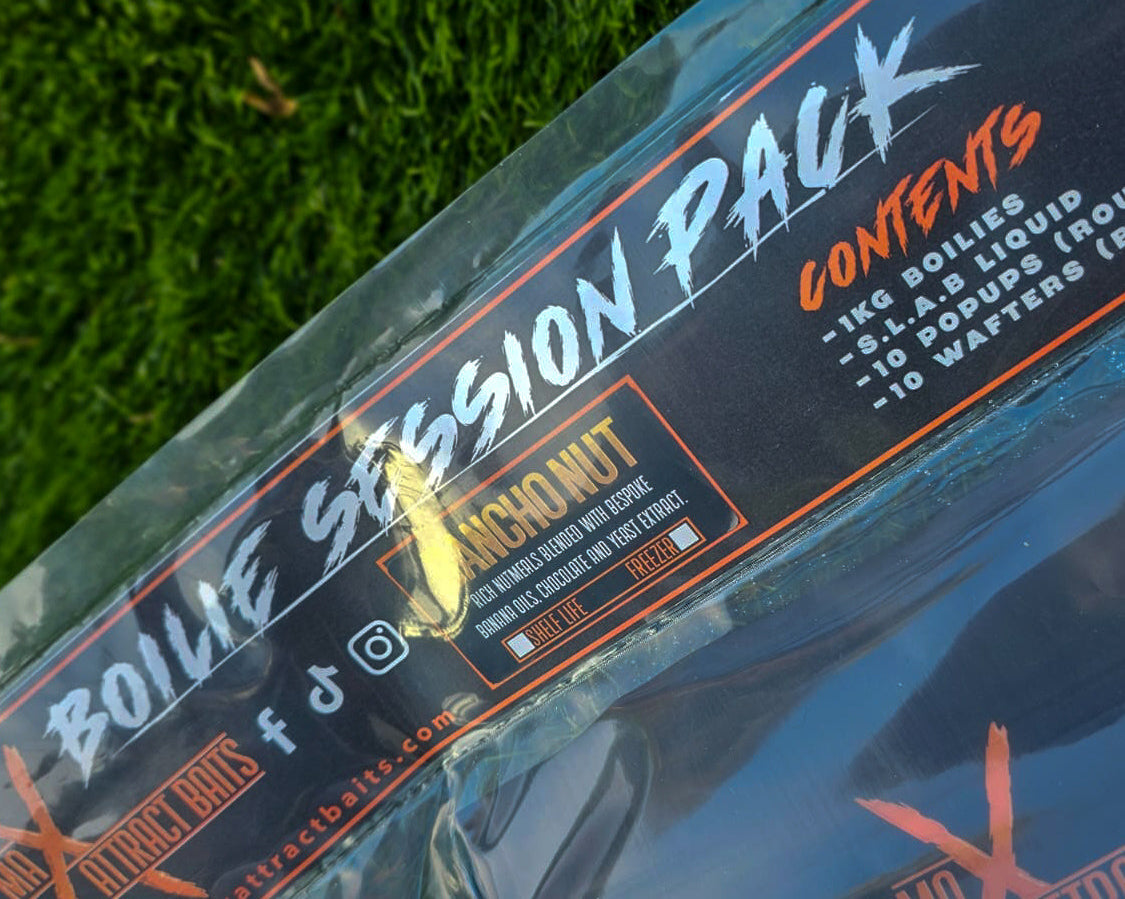 BOILIE SESSION PACK
CONTENTS
-1KG BOILIES
-S.L.A.B LIQUID
-10 POPUPS
-10 WAFTERS
ANCHO NUT
RICH NUTMEALS BLENDED WITH BESPOKE
BANANA OILS, CHOCOLATE AND YEAST EXTRACT.
SHELF LIFE FREEZER
attractbaits.com
MAX ATTRACT BAITS